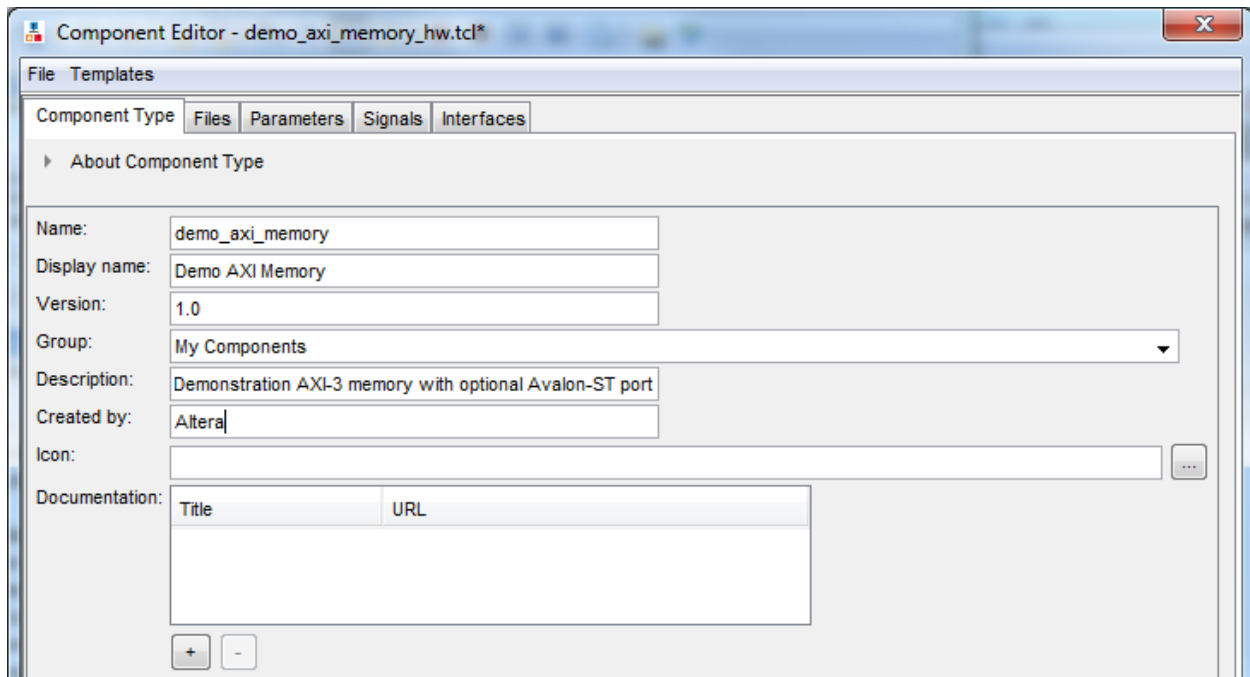 Component Editor - demo_axi_memory_hw.tcl*
File Templates
Component Type Files Parameters Signals Interfaces
About Component Type
Name: demo_axi_memory
Display name: Demo AXI Memory
Version: 1.0
Group: My Components
Description: Demonstration AXI-3 memory with optional Avalon-ST port
Created by: Altera
Icon: ...
Documentation: Title URL
+ -